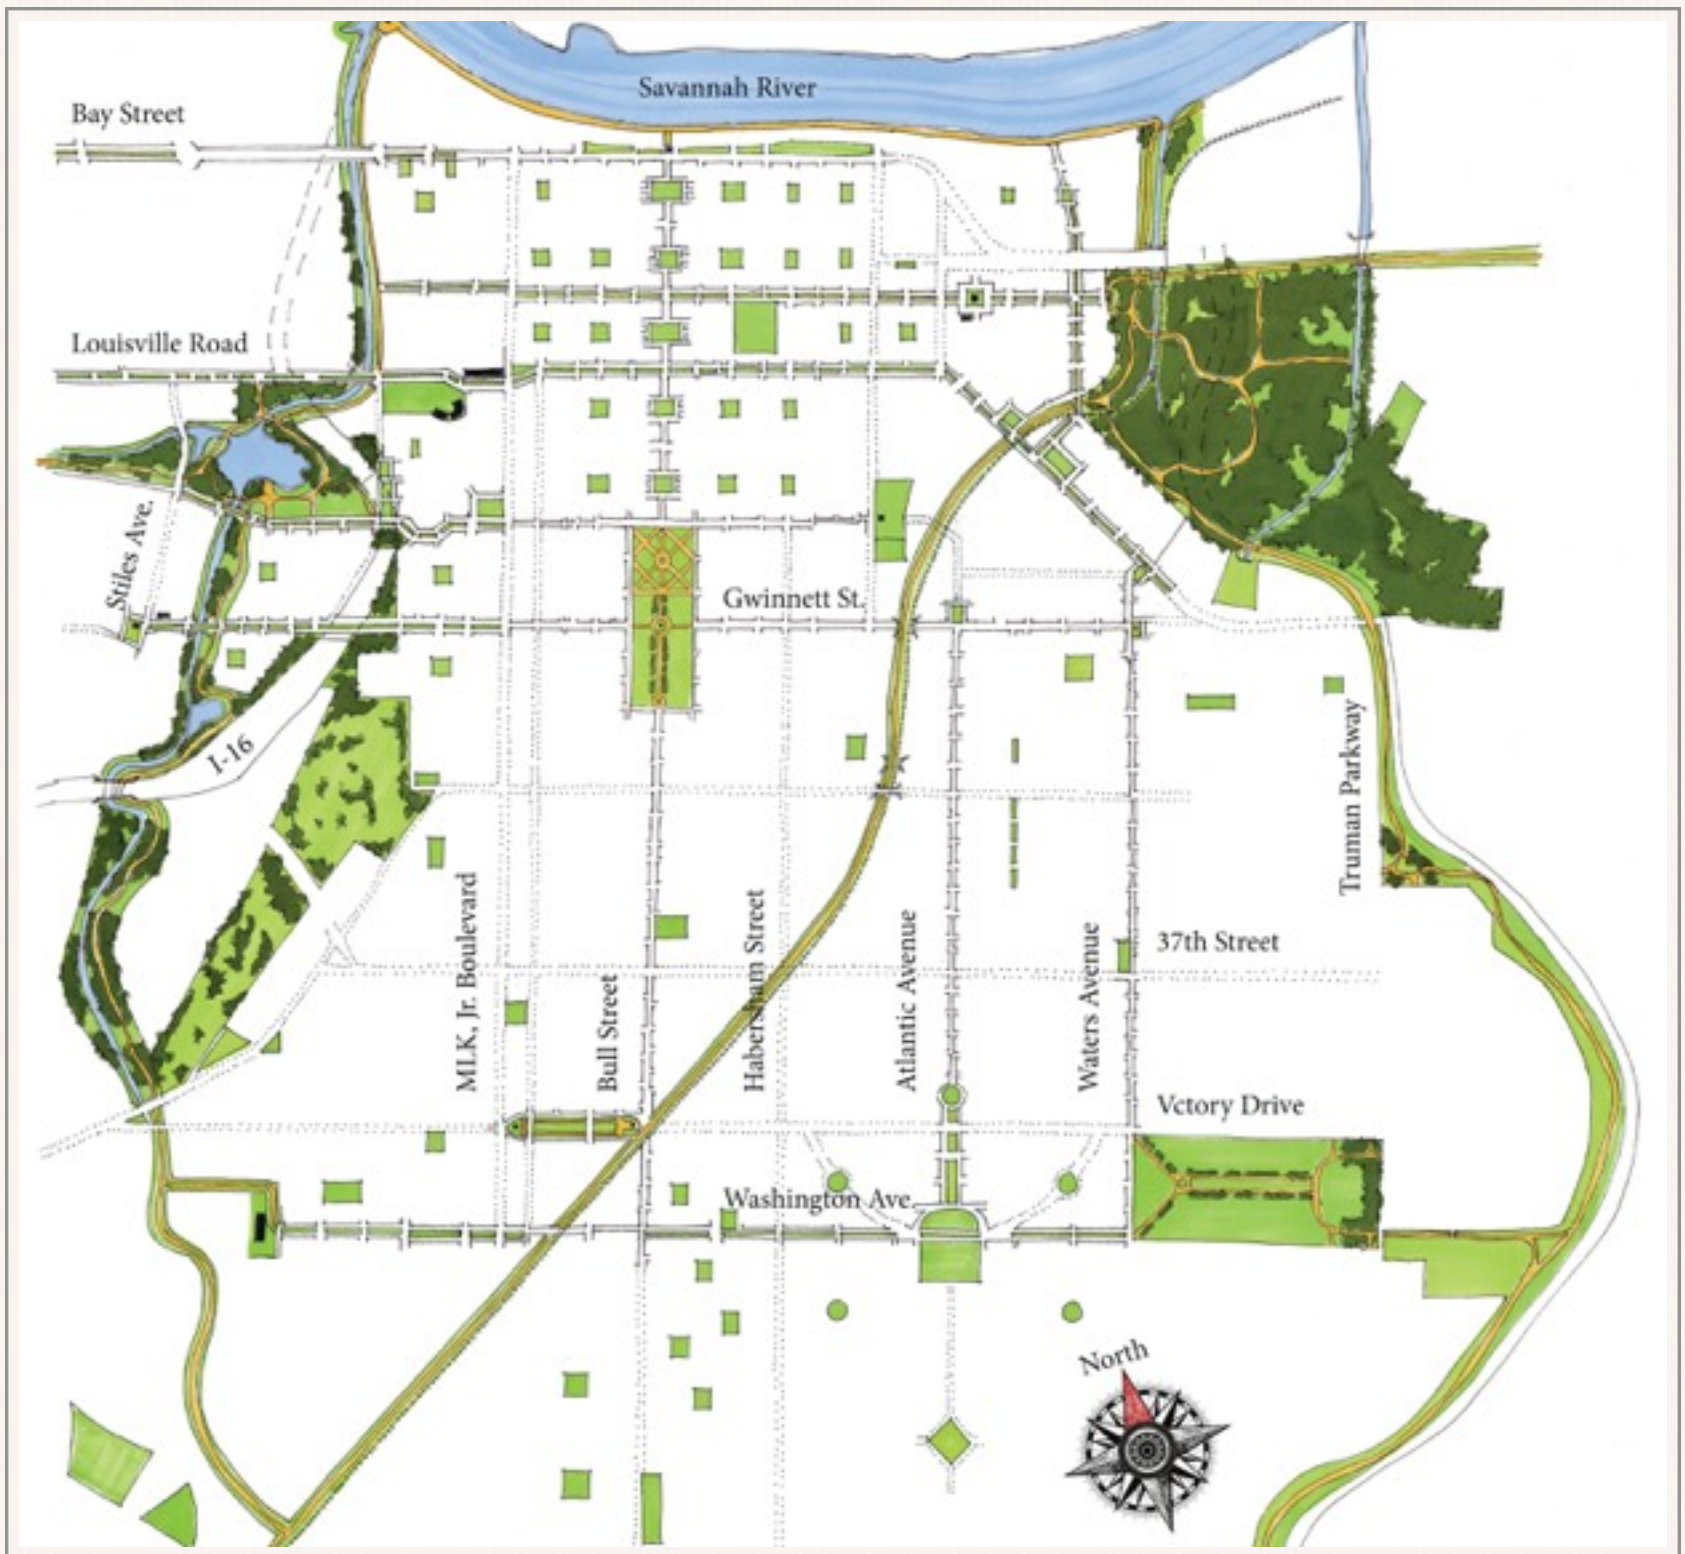 Savannah River
Bay Street
Louisville Road
Stiles Ave.
Gwinnett St.
I-16
Truman Parkway
MLK, Jr. Boulevard
Bull Street
Habersham Street
Atlantic Avenue
Waters Avenue
37th Street
Vctory Drive
Washington Ave.
North